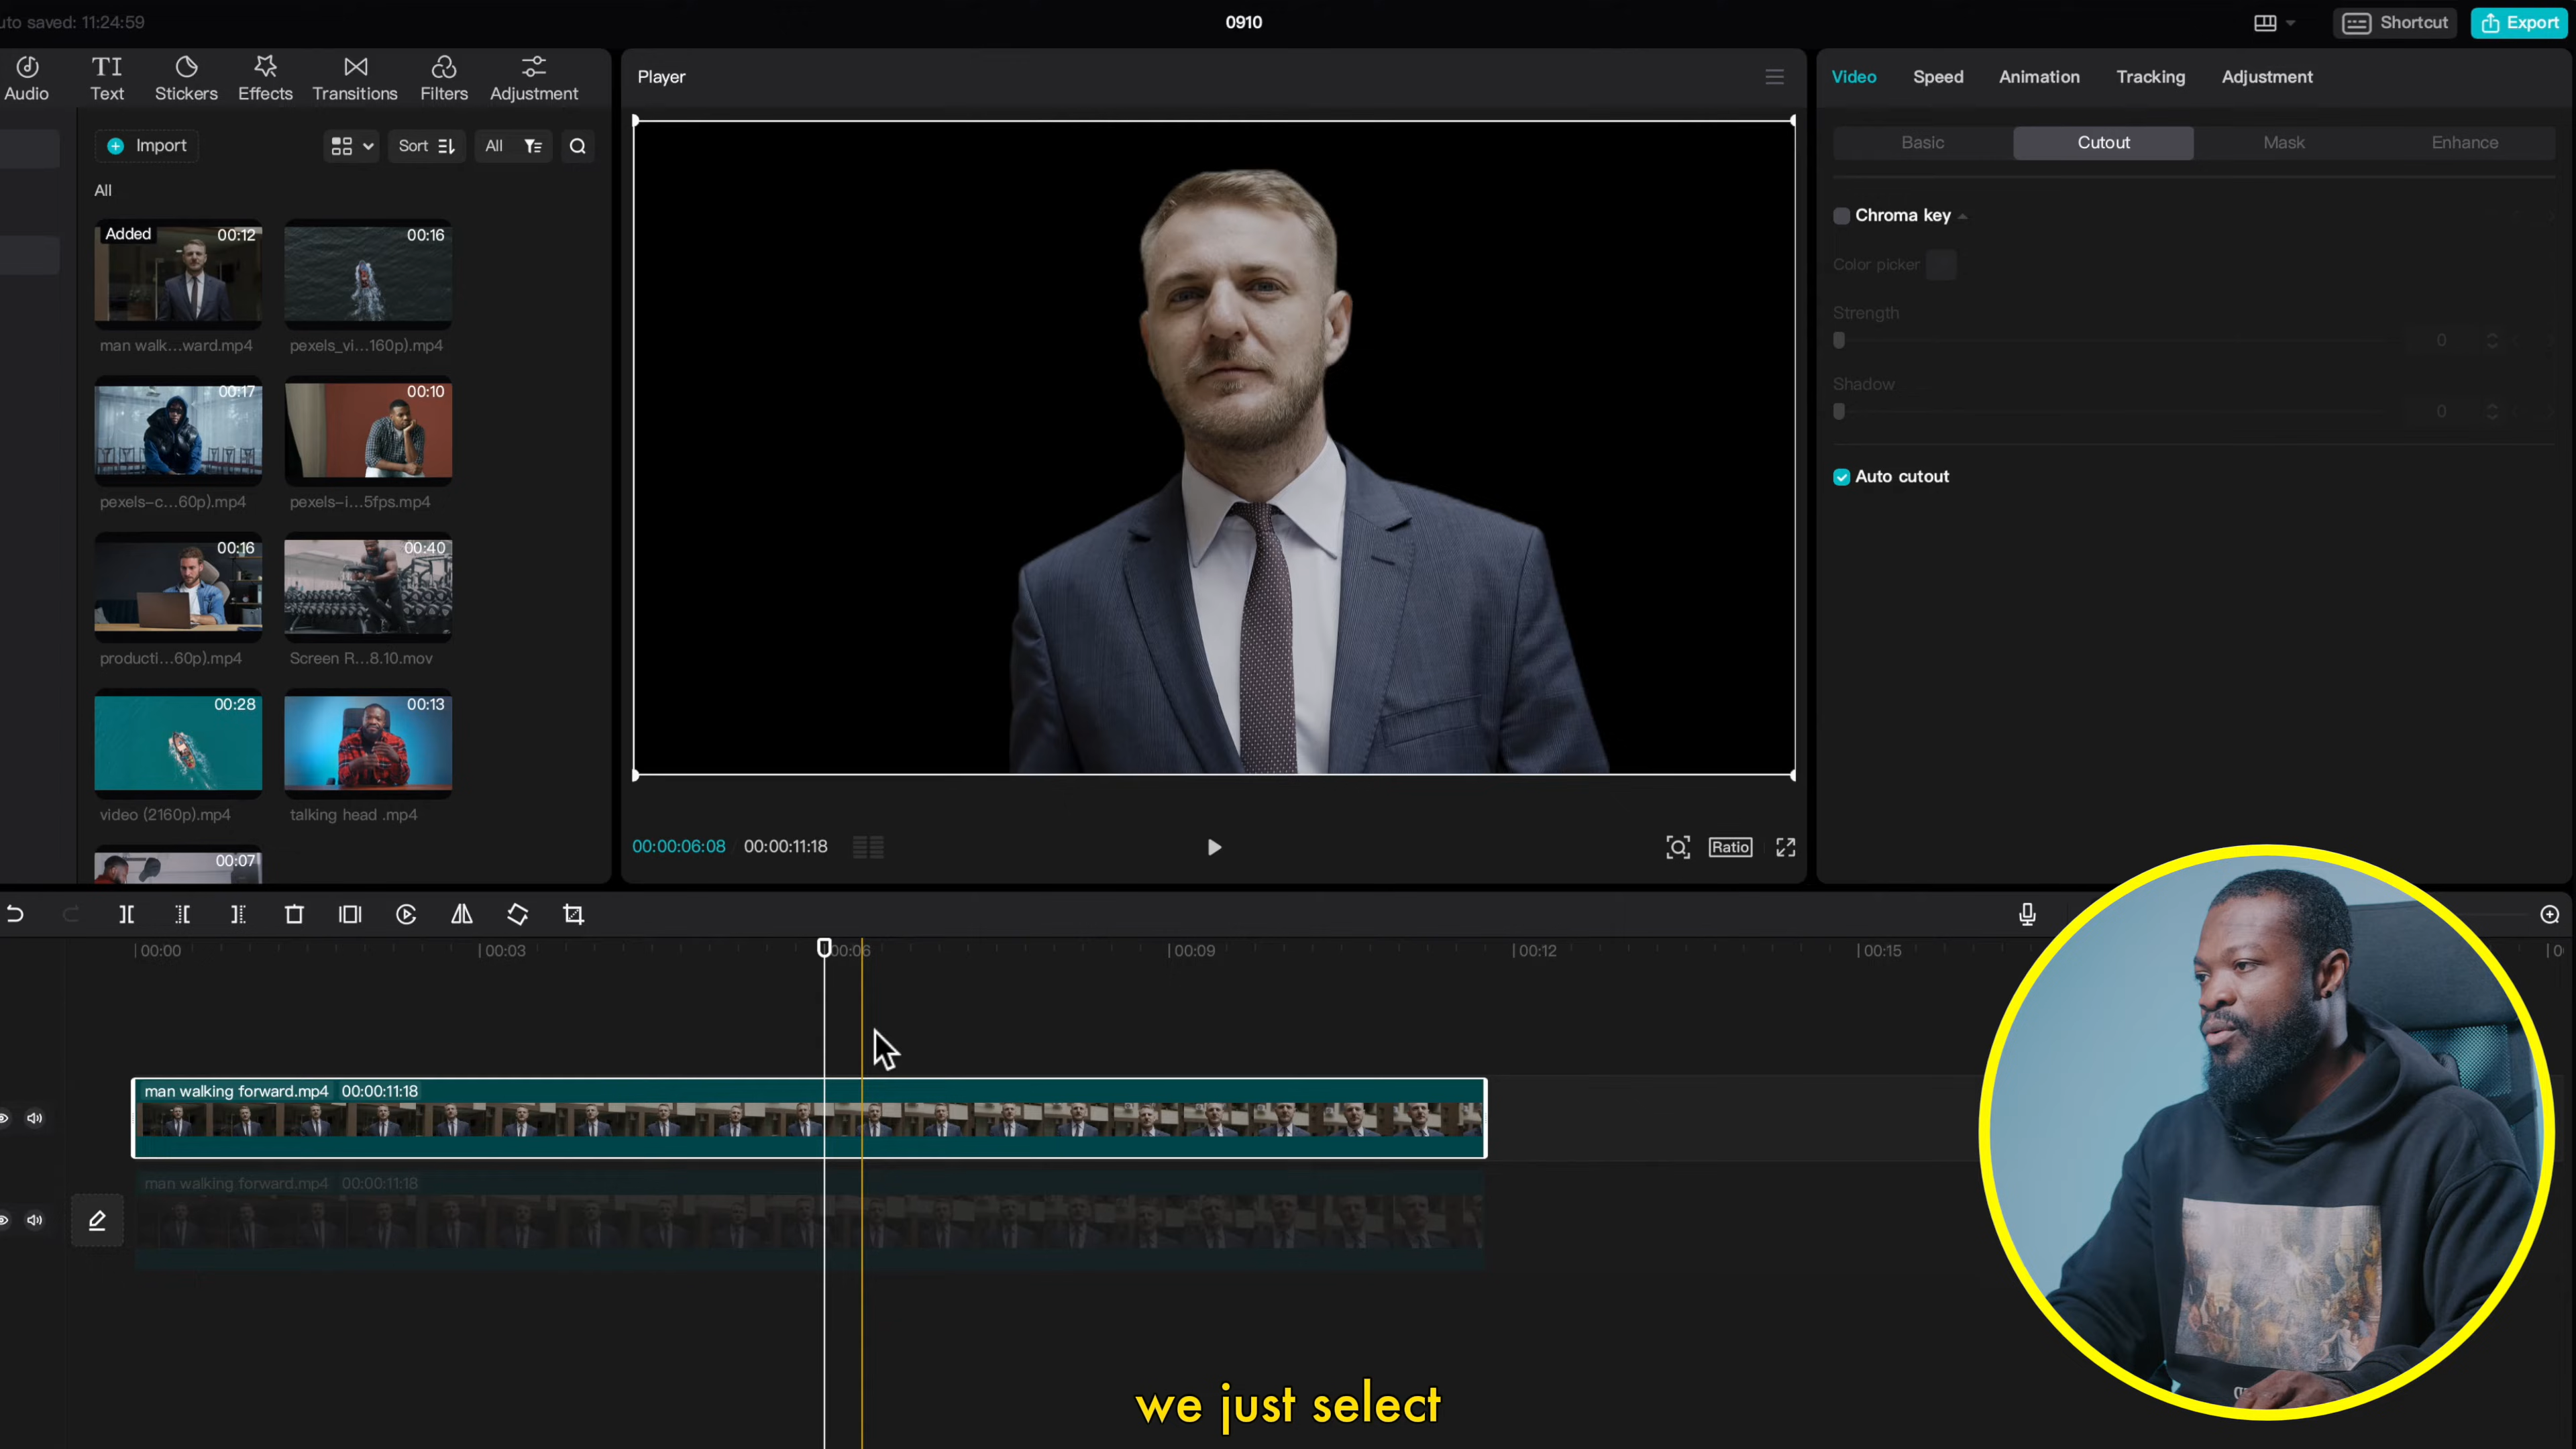 uto saved: 11:24:59
0910
Shortcut
Export
Audio
Text
Stickers
Effects
Transitions
Filters
Adjustment
Player
Video
Speed
Animation
Tracking
Adjustment
Import
Sort
All
Basic
Cutout
Mask
Enhance
All
Added
00:12
00:16
man walk...ward.mp4
pexels_vi...160p).mp4
00:17
00:10
pexels-c...60p).mp4
pexels-i...5fps.mp4
00:16
00:40
producti...60p).mp4
Screen R...8.10.mov
00:28
00:13
video (2160p).mp4
talking head .mp4
00:07
Chroma key
Color picker
Strength
0
Shadow
0
Auto cutout
00:00:06:08
00:00:11:18
Ratio
00:00
00:03
00:06
00:09
00:12
00:15
man walking forward.mp4 00:00:11:18
man walking forward.mp4 00:00:11:18
we just select